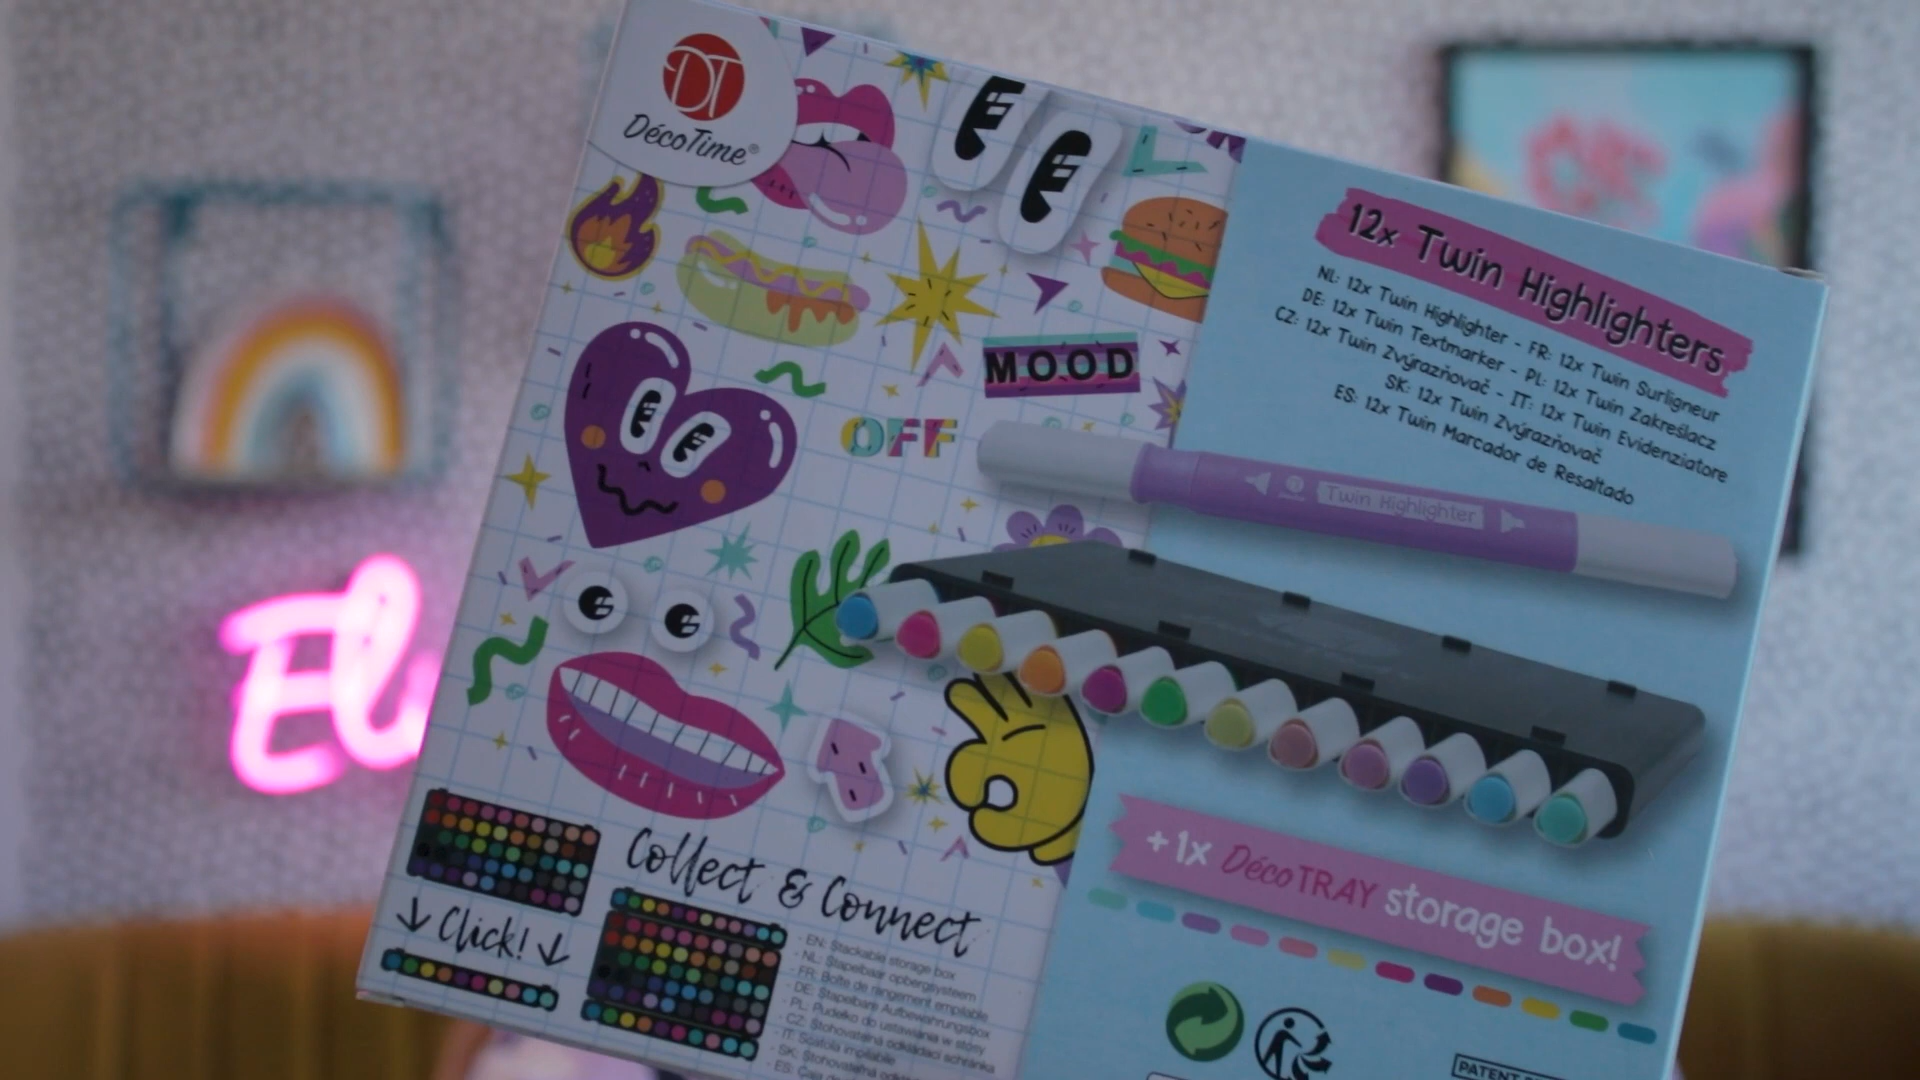 DT
DécoTime®
MOOD
OFF
12x Twin Highlighters
NL: 12x Twin Highlighter - FR: 12x Twin Surligneur
DE: 12x Twin Textmarker - PL: 12x Twin Zakreślacz
CZ: 12x Twin Zvýrazňovač - IT: 12x Twin Evidenziatore
SK: 12x Twin Zvýrazňovač
ES: 12x Twin Marcador de Resaltado
Twin Highlighter
+1x DécoTRAY storage box!
Collect & Connect
Click!
- EN: Stackable storage box
- NL: Stapelbaar opbergsysteem
- FR: Boîte de rangement empilable
- DE: Stapelbare Aufbewahrungsbox
- PL: Pudełko do ustawiania w stosy
- CZ: Stohovatelná odkládací schránka
- IT: Scatola impilabile
- SK: Stohovateľná
- ES: Caja
PATENT